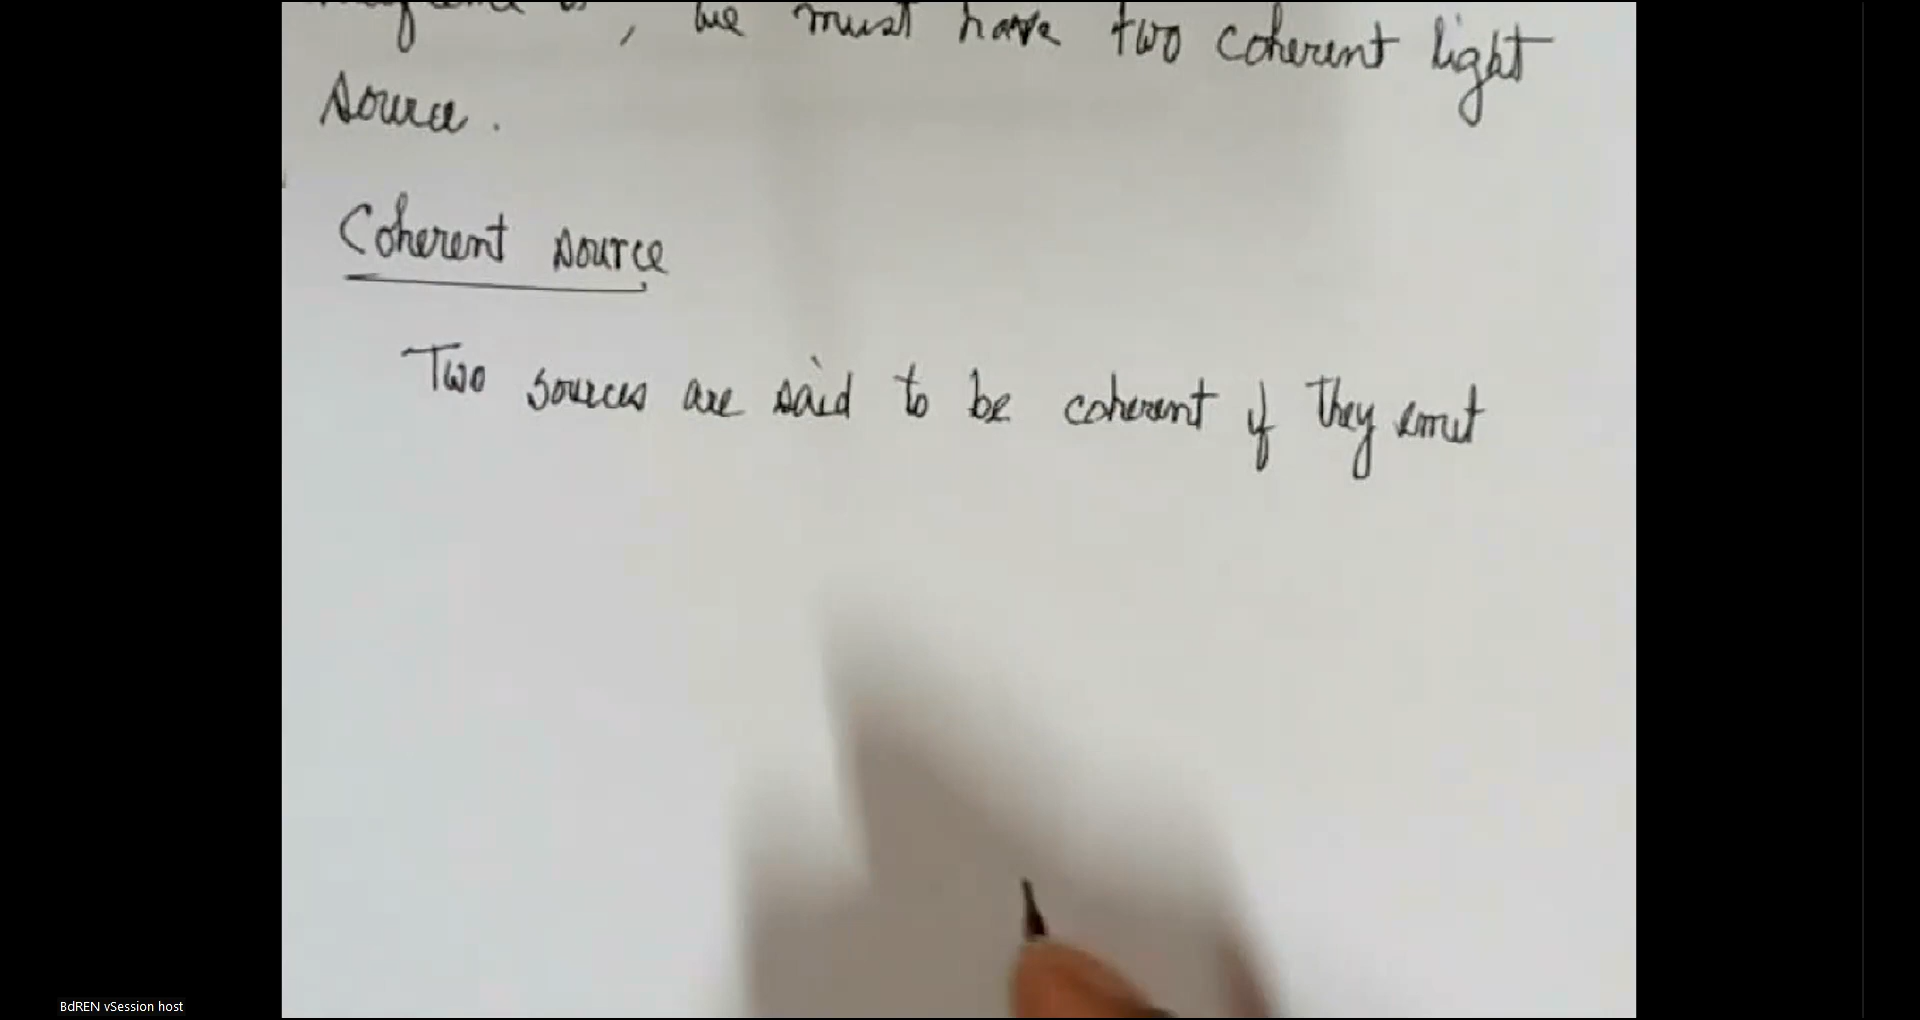 , we must have two coherent light
source.
Coherent source
Two sources are said to be coherent if they emit
BdREN vSession host